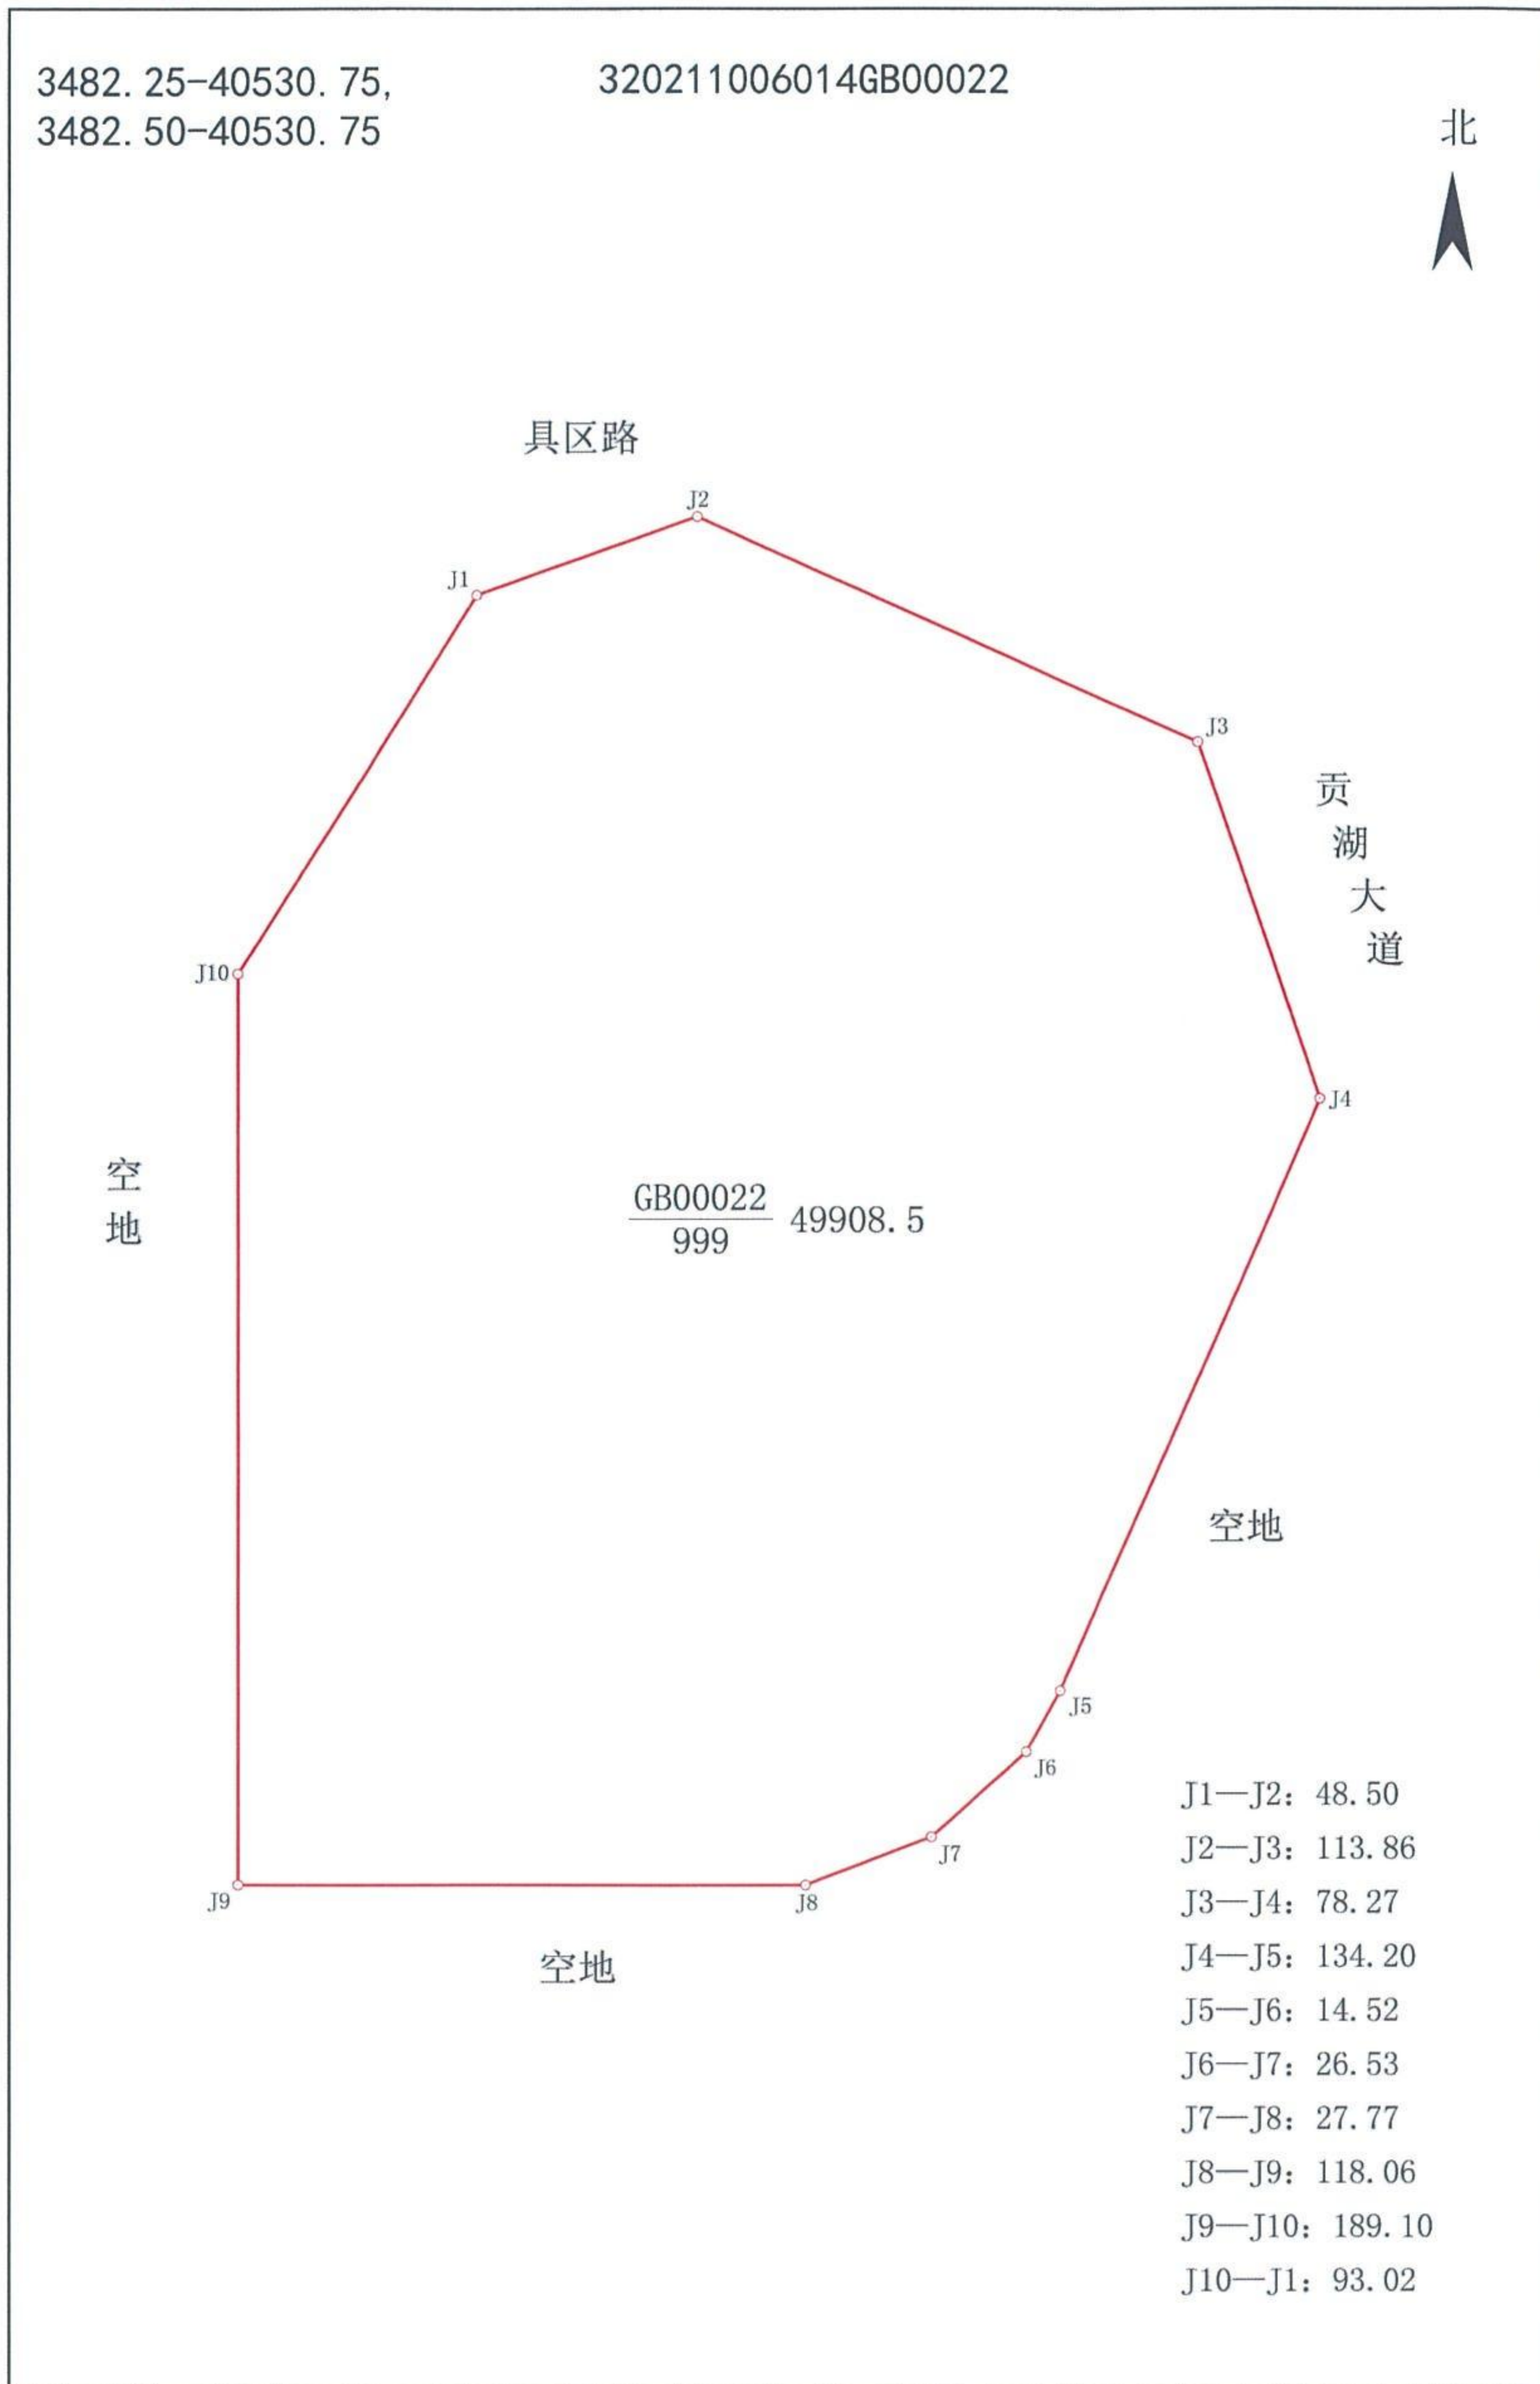 3482.25-40530.75,
3482.50-40530.75
320211006014GB00022
北
具区路
J2
J1
J3
贡
湖
大
道
J10
J4
空
地
GB00022
999
49908.5
空地
J5
J6
J7
J9
J8
空地
J1—J2: 48.50
J2—J3: 113.86
J3—J4: 78.27
J4—J5: 134.20
J5—J6: 14.52
J6—J7: 26.53
J7—J8: 27.77
J8—J9: 118.06
J9—J10: 189.10
J10—J1: 93.02